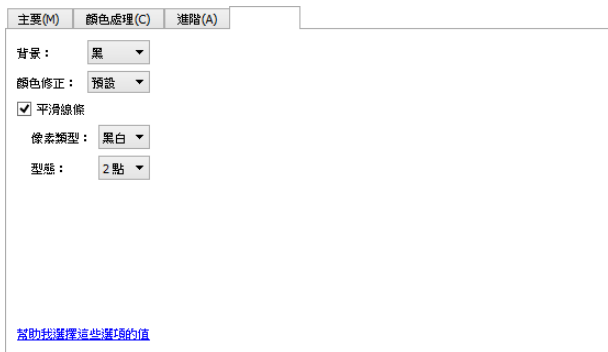 主要(M) 顏色處理(C) 進階(A)
背景： 黑
顏色修正： 預設
平滑線條
像素類型： 黑白
型態： 2 點
幫助我選擇這些選項的值